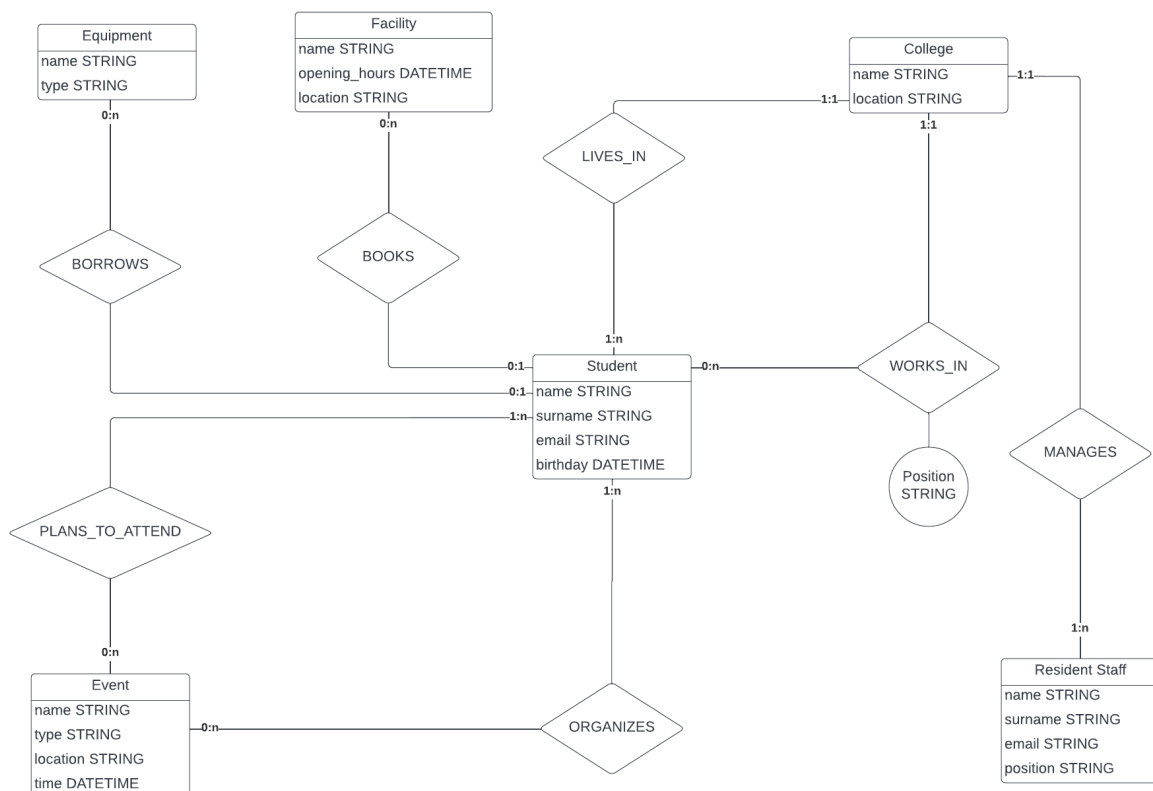 Equipment
name STRING
type STRING
0:n
Facility
name STRING
opening_hours DATETIME
location STRING
0:n
College
name STRING
location STRING
1:1
1:1
1:1
LIVES_IN
BORROWS
BOOKS
1:n
0:1
0:1
1:n
Student
name STRING
surname STRING
email STRING
birthday DATETIME
0:n
WORKS_IN
Position
STRING
MANAGES
1:n
PLANS_TO_ATTEND
0:n
1:n
Event
name STRING
type STRING
location STRING
time DATETIME
0:n
ORGANIZES
Resident Staff
name STRING
surname STRING
email STRING
position STRING